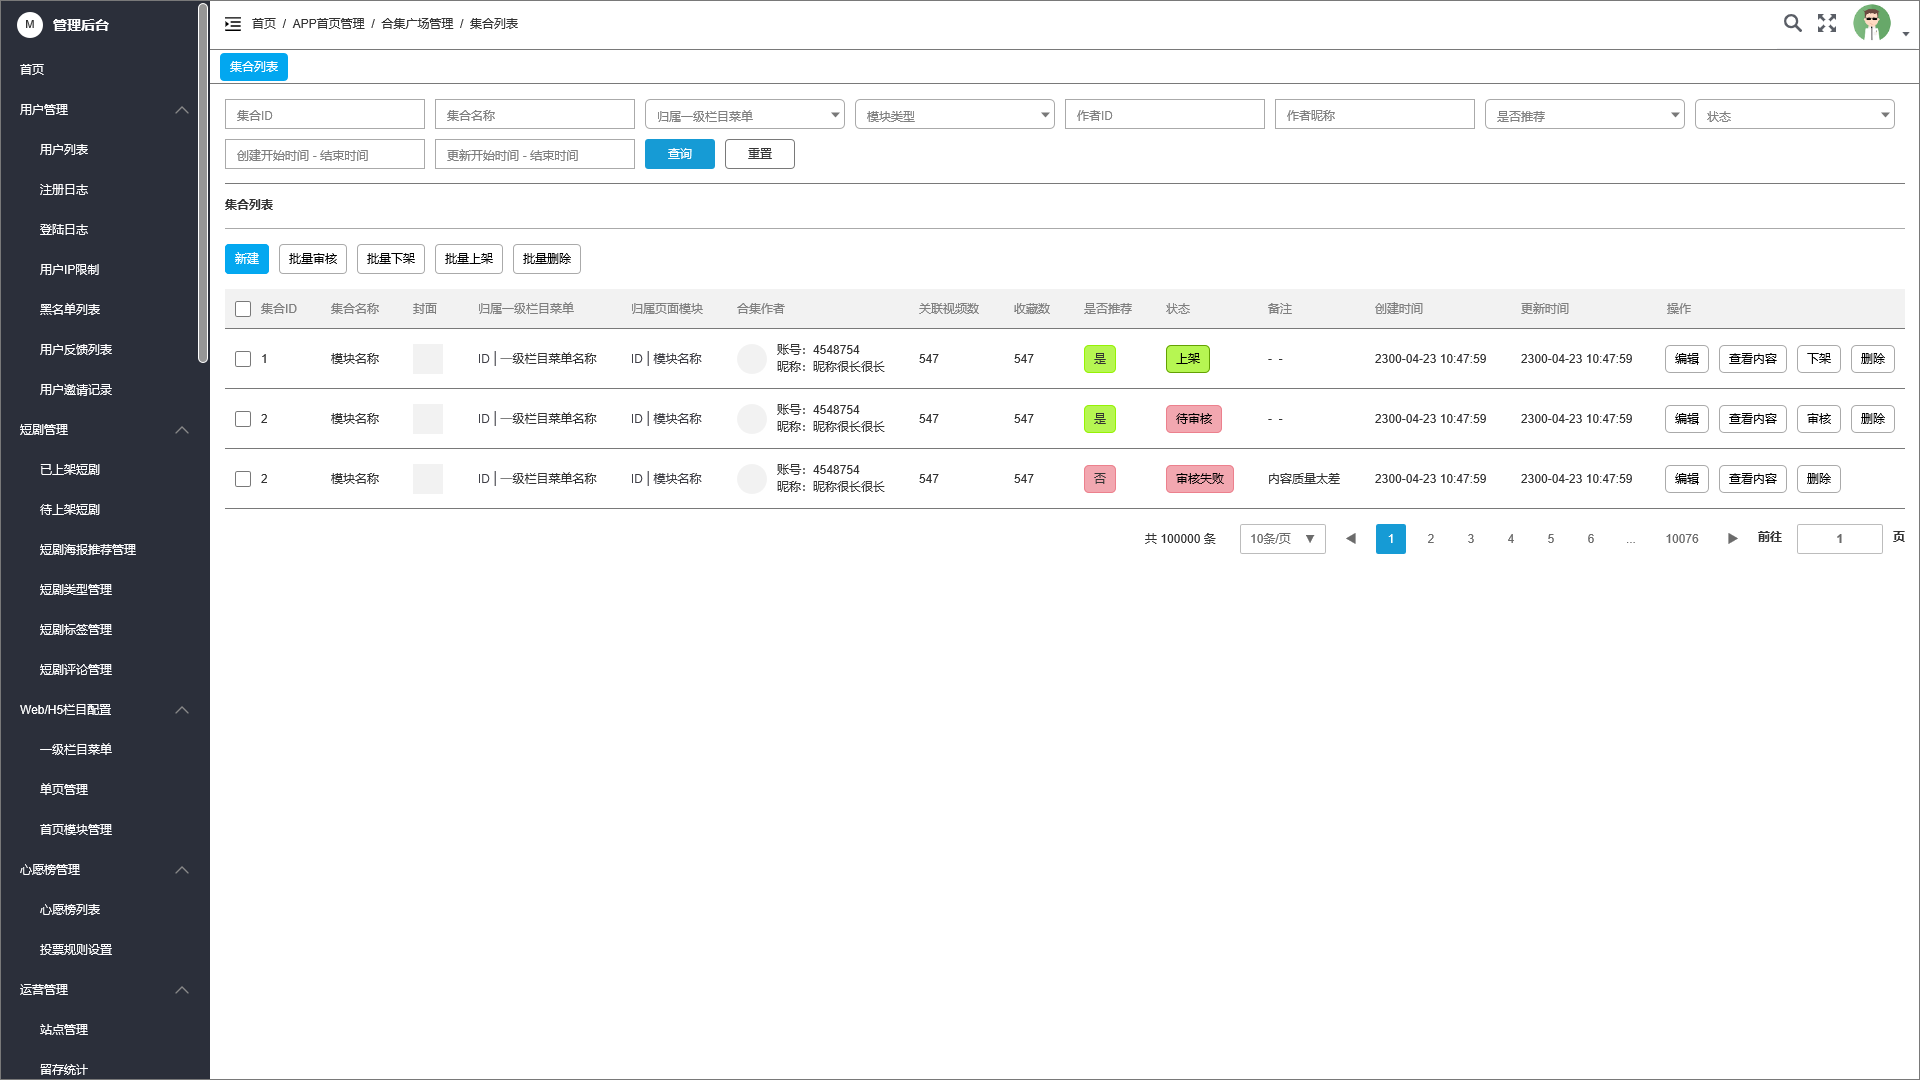 M 管理后台
首页
用户管理
用户列表
注册日志
登陆日志
用户IP限制
黑名单列表
用户反馈列表
用户邀请记录
短剧管理
已上架短剧
待上架短剧
短剧海报推荐管理
短剧类型管理
短剧标签管理
短剧评论管理
Web/H5栏目配置
一级栏目菜单
单页管理
首页模块管理
心愿榜管理
心愿榜列表
投票规则设置
运营管理
站点管理
留存统计
首页 / APP首页管理 / 合集广场管理 / 集合列表
集合列表
集合ID 集合名称 归属一级栏目菜单 模块类型 作者ID 作者昵称 是否推荐 状态
创建开始时间 - 结束时间 更新开始时间 - 结束时间 查询 重置
集合列表
新建 批量审核 批量下架 批量上架 批量删除
集合ID 集合名称 封面 归属一级栏目菜单 归属页面模块 合集作者 关联视频数 收藏数 是否推荐 状态 备注 创建时间 更新时间 操作
1 模块名称 ID | 一级栏目菜单名称 ID | 模块名称 账号：4548754 547 547 是 上架 - - 2300-04-23 10:47:59 2300-04-23 10:47:59 编辑 查看内容 下架 删除
昵称：昵称很长很长
2 模块名称 ID | 一级栏目菜单名称 ID | 模块名称 账号：4548754 547 547 是 待审核 - - 2300-04-23 10:47:59 2300-04-23 10:47:59 编辑 查看内容 审核 删除
昵称：昵称很长很长
2 模块名称 ID | 一级栏目菜单名称 ID | 模块名称 账号：4548754 547 547 否 审核失败 内容质量太差 2300-04-23 10:47:59 2300-04-23 10:47:59 编辑 查看内容 删除
昵称：昵称很长很长
共 100000 条 10条/页 1 2 3 4 5 6 ... 10076 前往 1 页